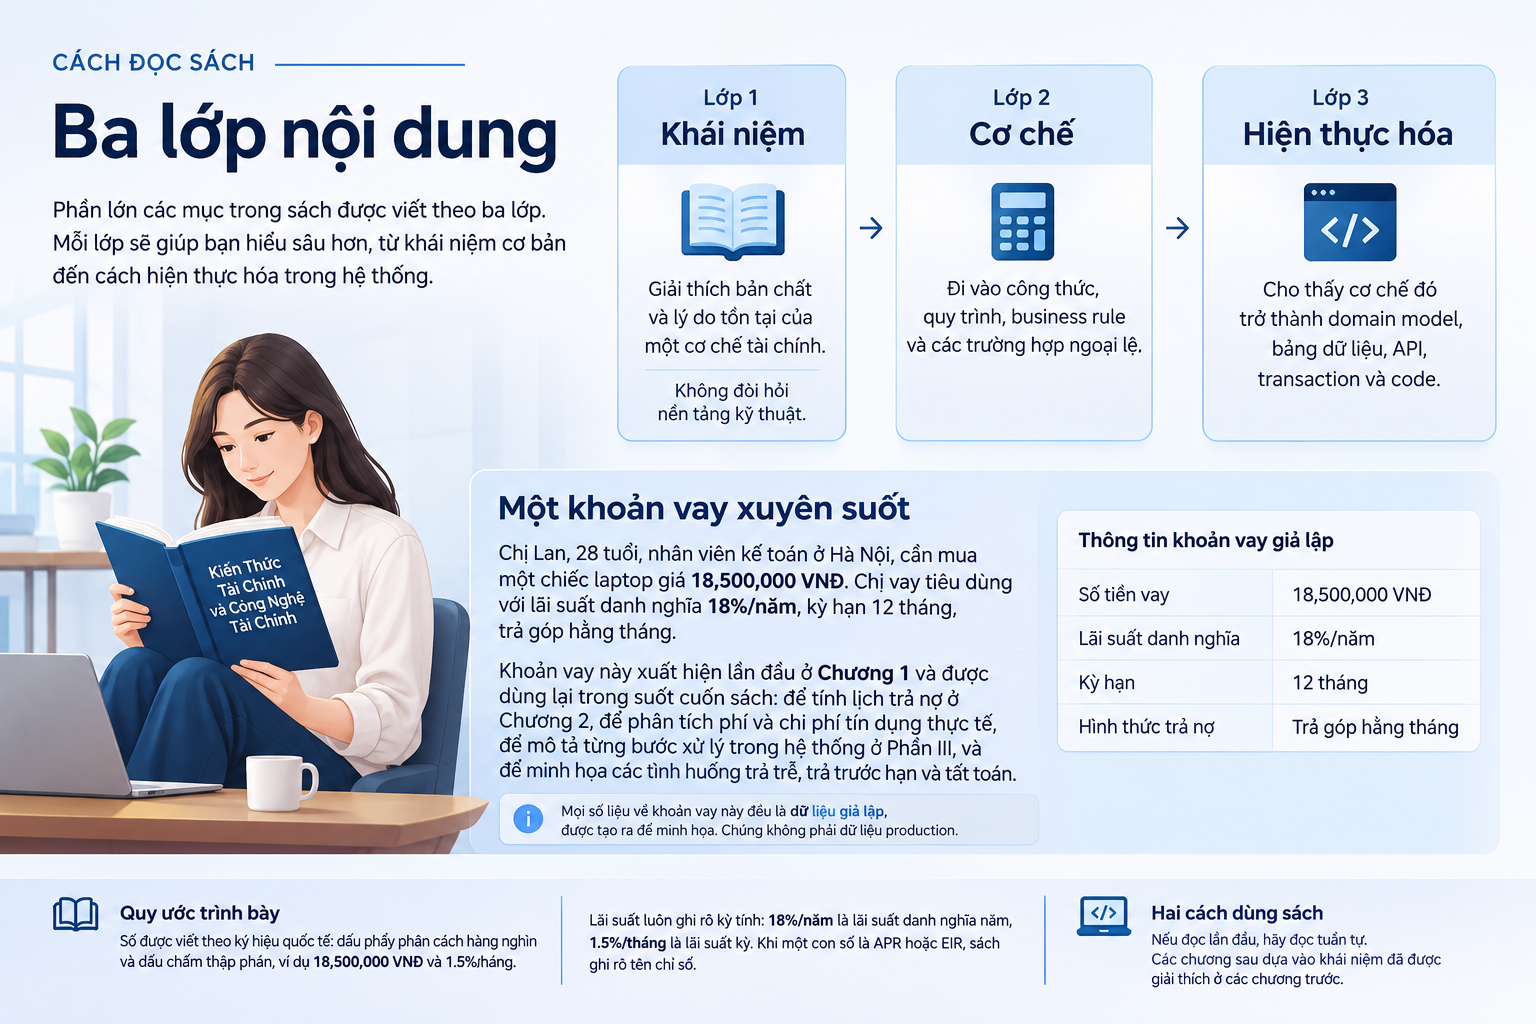 CÁCH ĐỌC SÁCH
Ba lớp nội dung
Phần lớn các mục trong sách được viết theo ba lớp.
Mỗi lớp sẽ giúp bạn hiểu sâu hơn, từ khái niệm cơ bản
đến cách hiện thực hóa trong hệ thống.
Lớp 1
Khái niệm
Giải thích bản chất
và lý do tồn tại của
một cơ chế tài chính.
Không đòi hỏi
nền tảng kỹ thuật.
Lớp 2
Cơ chế
Đi vào công thức,
quy trình, business rule
và các trường hợp ngoại lệ.
Lớp 3
Hiện thực hóa
</>
Cho thấy cơ chế đó
trở thành domain model,
bảng dữ liệu, API,
transaction và code.
Kiến Thức
Tài Chính
và Công Nghệ
Tài Chính
Một khoản vay xuyên suốt
Chị Lan, 28 tuổi, nhân viên kế toán ở Hà Nội, cần mua
một chiếc laptop giá 18,500,000 VNĐ. Chị vay tiêu dùng
với lãi suất danh nghĩa 18%/năm, kỳ hạn 12 tháng,
trả góp hằng tháng.
Khoản vay này xuất hiện lần đầu ở Chương 1 và được
dùng lại trong suốt cuốn sách: để tính lịch trả nợ ở
Chương 2, để phân tích phí và chi phí tín dụng thực tế,
để mô tả từng bước xử lý trong hệ thống ở Phần III, và
để minh họa các tình huống trả trễ, trả trước hạn và tất toán.
i
Mọi số liệu về khoản vay này đều là dữ liệu giả lập,
được tạo ra để minh họa. Chúng không phải dữ liệu production.
Thông tin khoản vay giả lập
Số tiền vay 18,500,000 VNĐ
Lãi suất danh nghĩa 18%/năm
Kỳ hạn 12 tháng
Hình thức trả nợ Trả góp hằng tháng
Quy ước trình bày
Số được viết theo ký hiệu quốc tế: dấu phẩy phân cách hàng nghìn
và dấu chấm thập phân, ví dụ 18,500,000 VNĐ và 1.5%/háng.
Lãi suất luôn ghi rõ kỳ tính: 18%/năm là lãi suất danh nghĩa năm,
1.5%/tháng là lãi suất kỳ. Khi một con số là APR hoặc EIR, sách
ghi rõ tên chỉ số.
</>
Hai cách dùng sách
Nếu đọc lần đầu, hãy đọc tuần tự.
Các chương sau dựa vào khái niệm đã được
giải thích ở các chương trước.